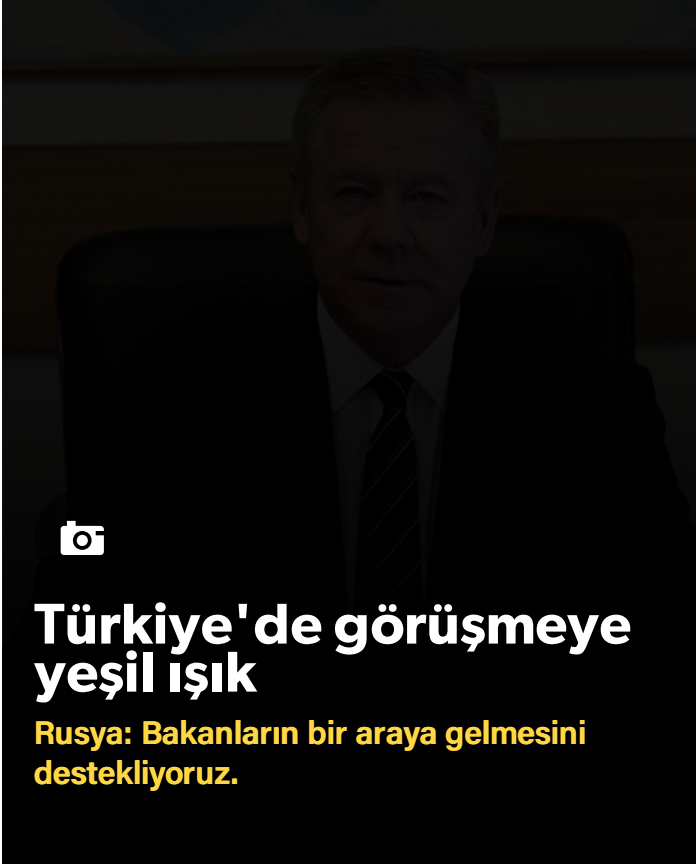 Türkiye'de görüşmeye
yeşil ışık
Rusya: Bakanların bir araya gelmesini
destekliyoruz.